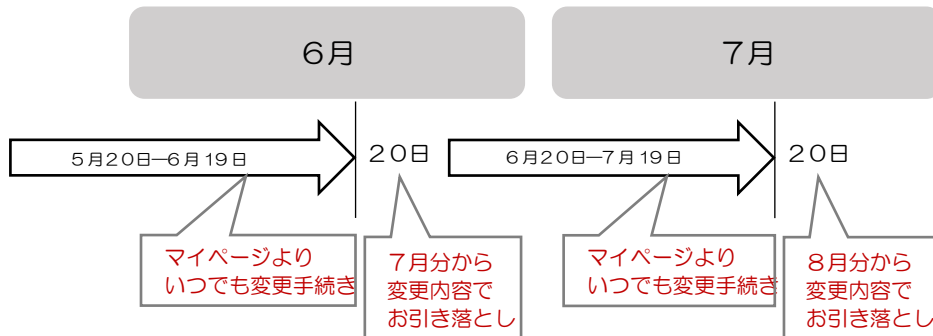 6月
7月
5月20日―6月19日
20日
6月20日―7月19日
20日
マイページより
いつでも変更手続き
7月分から
変更内容で
お引き落とし
マイページより
いつでも変更手続き
8月分から
変更内容で
お引き落とし